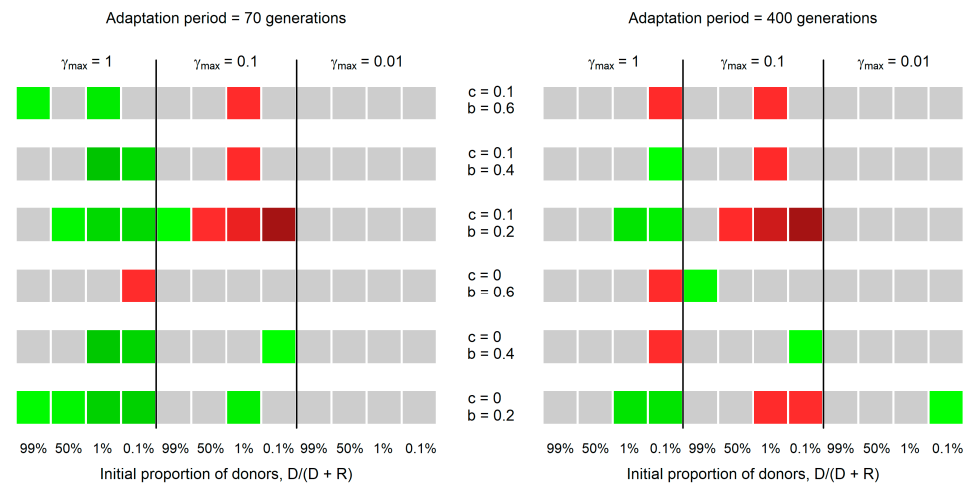 Adaptation period = 70 generations
Adaptation period = 400 generations
γmax = 1
γmax = 0.1
γmax = 0.01
γmax = 1
γmax = 0.1
γmax = 0.01
c = 0.1
b = 0.6
c = 0.1
b = 0.4
c = 0.1
b = 0.2
c = 0
b = 0.6
c = 0
b = 0.4
c = 0
b = 0.2
99% 50% 1% 0.1% 99% 50% 1% 0.1% 99% 50% 1% 0.1%
99% 50% 1% 0.1% 99% 50% 1% 0.1% 99% 50% 1% 0.1%
Initial proportion of donors, D/(D + R)
Initial proportion of donors, D/(D + R)